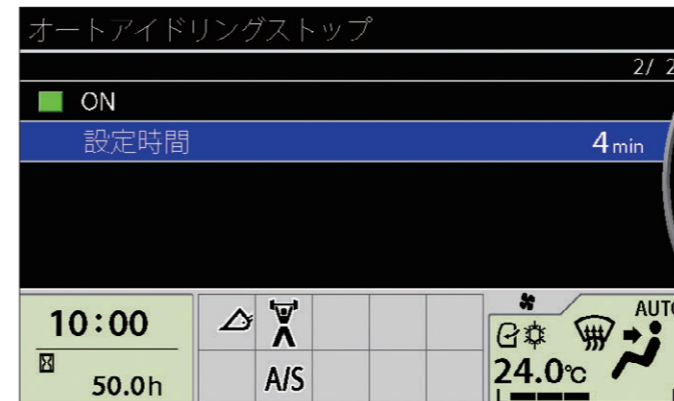 オートアイドリングストップ
2/ 2
ON
設定時間 4min
10:00
50.0h
A/S
AUTO
24.0℃